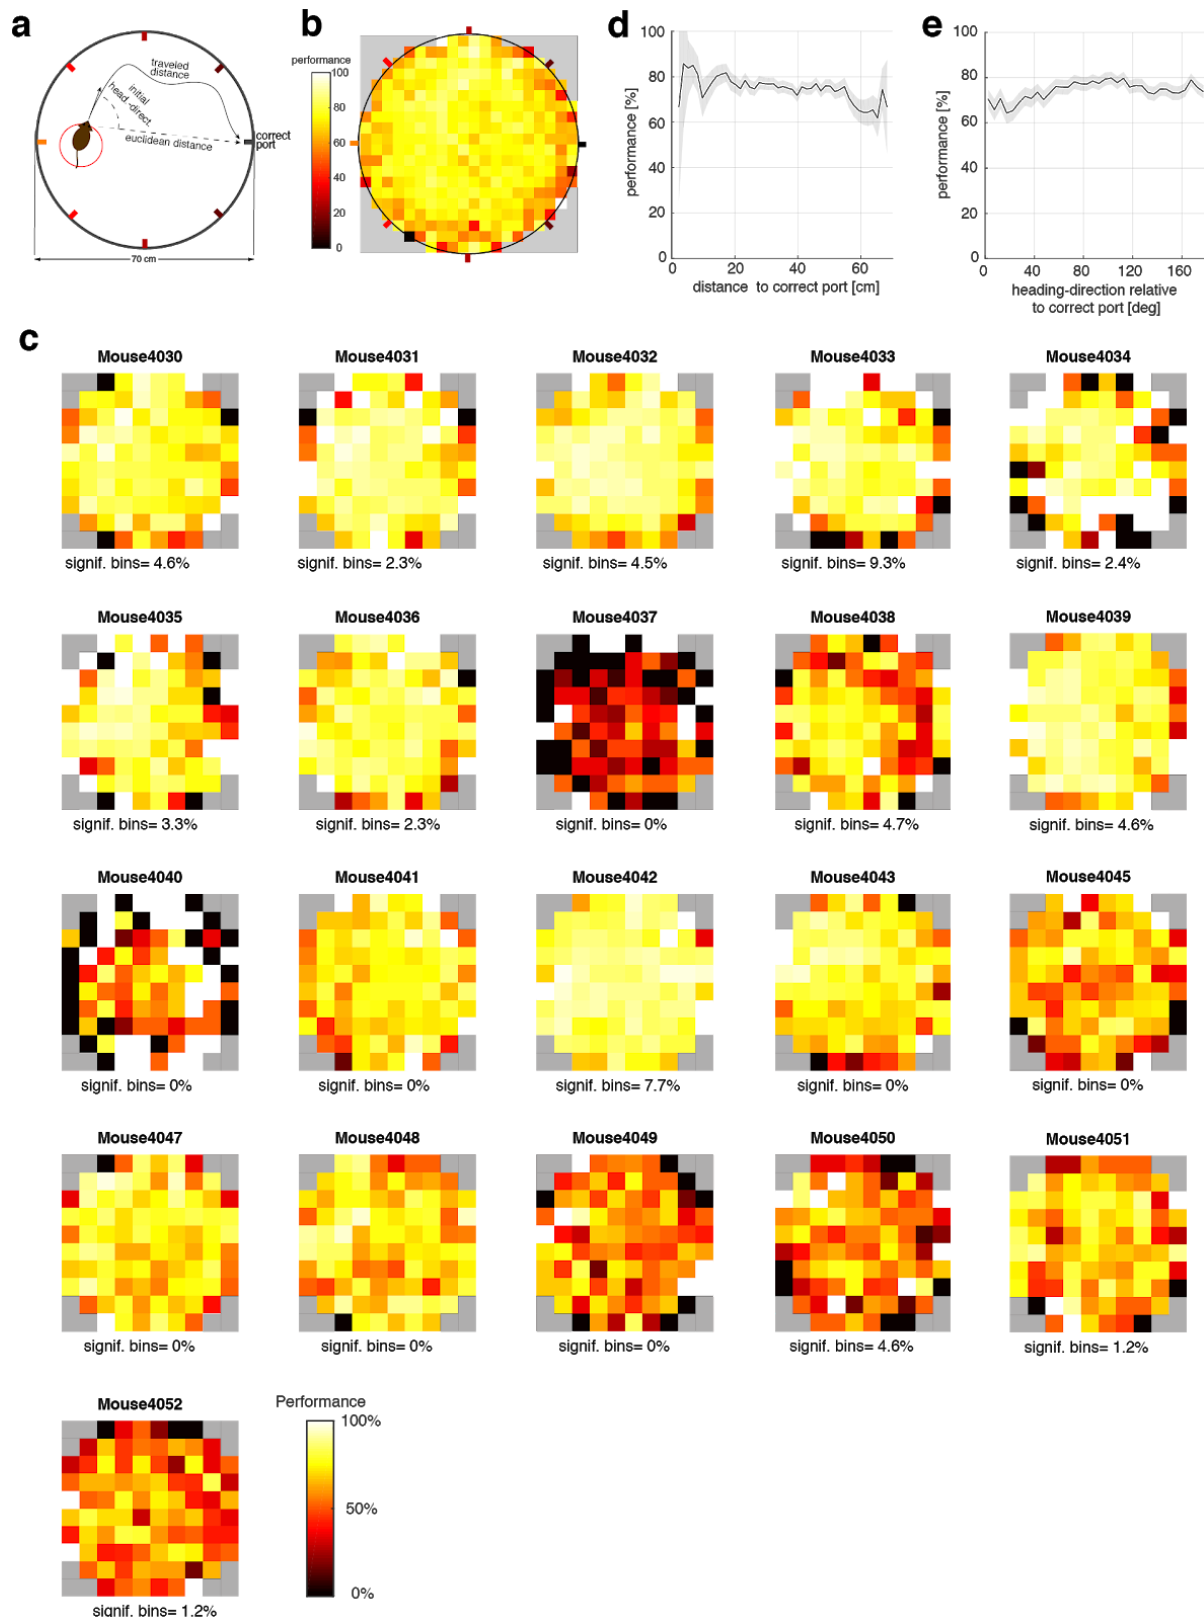 a
traveled
distance
initial
head-direct.
euclidean distance
correct
port
70 cm
b
performance
100
80
60
40
20
0
d
100
80
60
40
20
0
performance [%]
0
20
40
60
distance to correct port [cm]
e
100
80
60
40
20
0
performance [%]
0
40
80
120
160
heading-direction relative
to correct port [deg]
c
Mouse4030
signif. bins= 4.6%
Mouse4031
signif. bins= 2.3%
Mouse4032
signif. bins= 4.5%
Mouse4033
signif. bins= 9.3%
Mouse4034
signif. bins= 2.4%
Mouse4035
signif. bins= 3.3%
Mouse4036
signif. bins= 2.3%
Mouse4037
signif. bins= 0%
Mouse4038
signif. bins= 4.7%
Mouse4039
signif. bins= 4.6%
Mouse4040
signif. bins= 0%
Mouse4041
signif. bins= 0%
Mouse4042
signif. bins= 7.7%
Mouse4043
signif. bins= 0%
Mouse4045
signif. bins= 0%
Mouse4047
signif. bins= 0%
Mouse4048
signif. bins= 0%
Mouse4049
signif. bins= 0%
Mouse4050
signif. bins= 4.6%
Mouse4051
signif. bins= 1.2%
Mouse4052
signif. bins= 1.2%
Performance
100%
50%
0%